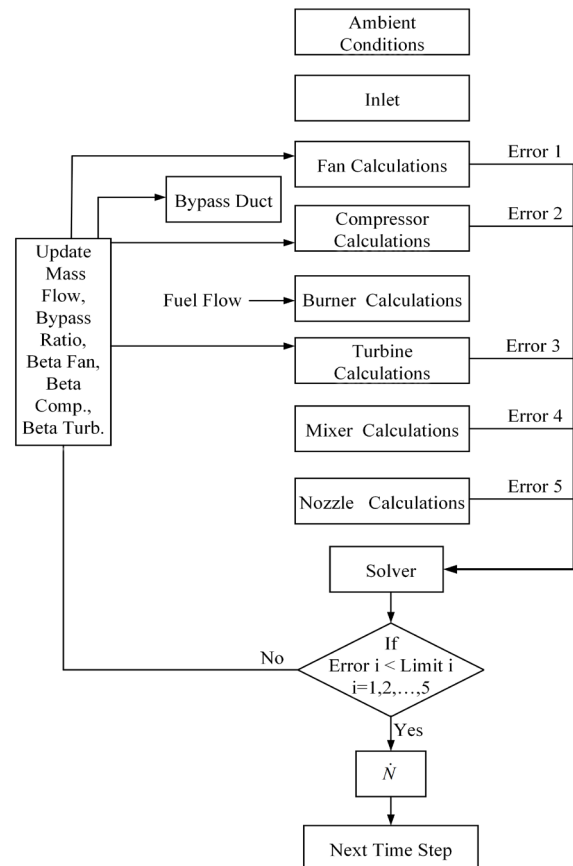 Ambient
Conditions
Inlet
Fan Calculations
Error 1
Bypass Duct
Compressor
Calculations
Error 2
Update
Mass
Flow,
Bypass
Ratio,
Beta Fan,
Beta
Comp.,
Beta Turb.
Fuel Flow
Burner Calculations
Turbine
Calculations
Error 3
Mixer Calculations
Error 4
Nozzle Calculations
Error 5
Solver
If
Error i < Limit i
i=1,2,…,5
No
Yes
Ṅ
Next Time Step